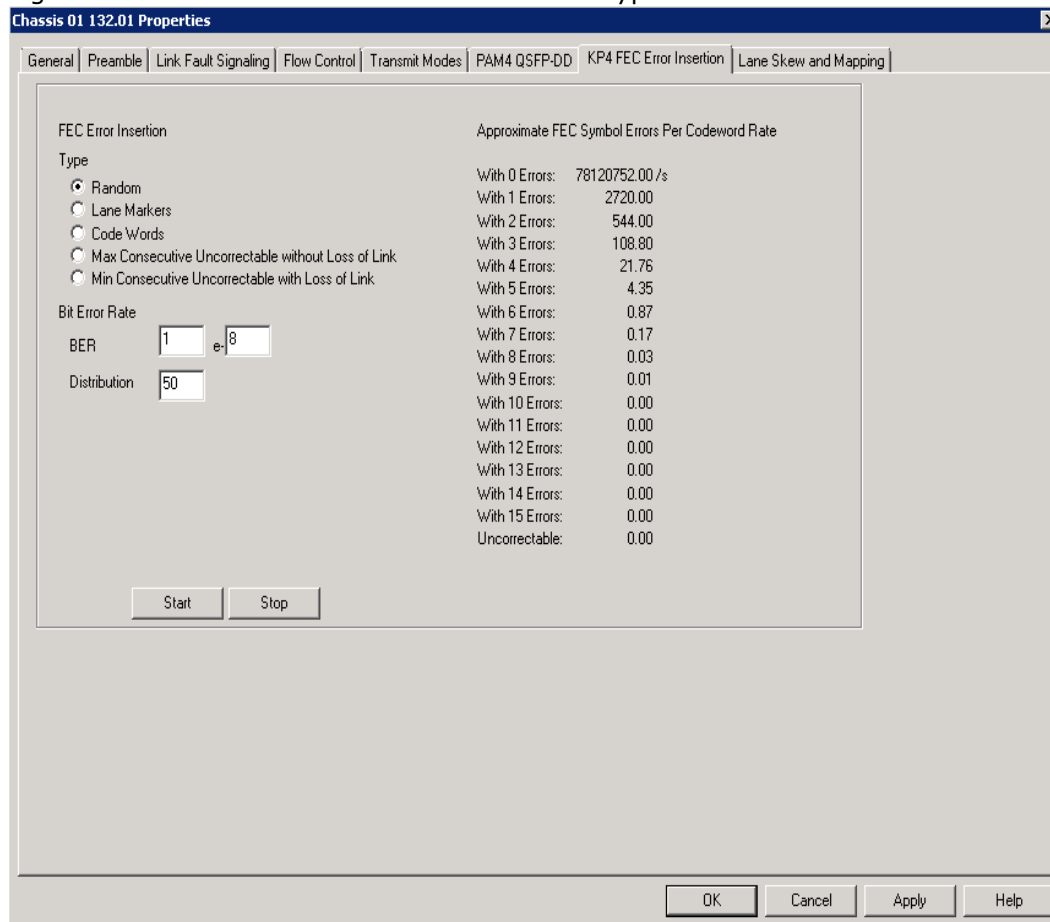 Chassis 01 132.01 Properties
General Preamble Link Fault Signaling Flow Control Transmit Modes PAM4 QSFP-DD KP4 FEC Error Insertion Lane Skew and Mapping
FEC Error Insertion
Type
Random
Lane Markers
Code Words
Max Consecutive Uncorrectable without Loss of Link
Min Consecutive Uncorrectable with Loss of Link
Bit Error Rate
BER 1 e- 8
Distribution 50
Start Stop
Approximate FEC Symbol Errors Per Codeword Rate
With 0 Errors: 78120752.00 /s
With 1 Errors: 2720.00
With 2 Errors: 544.00
With 3 Errors: 108.80
With 4 Errors: 21.76
With 5 Errors: 4.35
With 6 Errors: 0.87
With 7 Errors: 0.17
With 8 Errors: 0.03
With 9 Errors: 0.01
With 10 Errors: 0.00
With 11 Errors: 0.00
With 12 Errors: 0.00
With 13 Errors: 0.00
With 14 Errors: 0.00
With 15 Errors: 0.00
Uncorrectable: 0.00
OK Cancel Apply Help